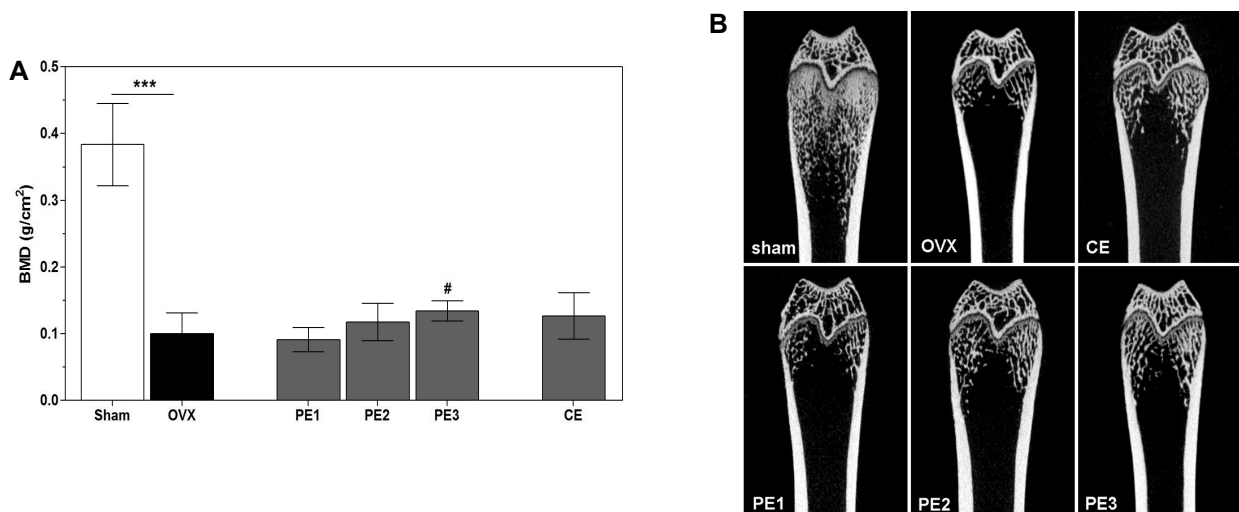 A
BMD (g/cm²)
0.5
0.4
0.3
0.2
0.1
0.0
***
#
Sham OVX PE1 PE2 PE3 CE
B
sham OVX CE
PE1 PE2 PE3